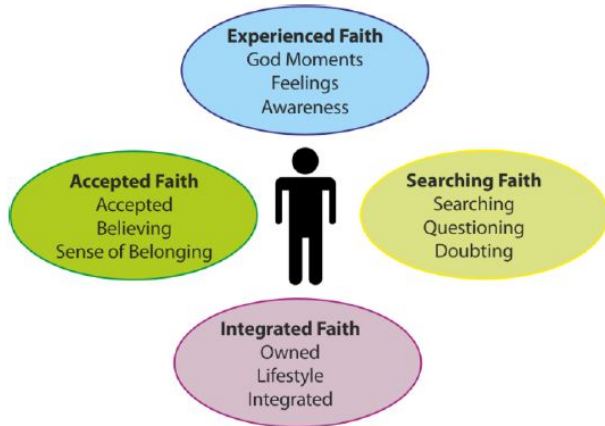 Experienced Faith
God Moments
Feelings
Awareness
Accepted Faith
Accepted
Believing
Sense of Belonging
Searching Faith
Searching
Questioning
Doubting
Integrated Faith
Owned
Lifestyle
Integrated